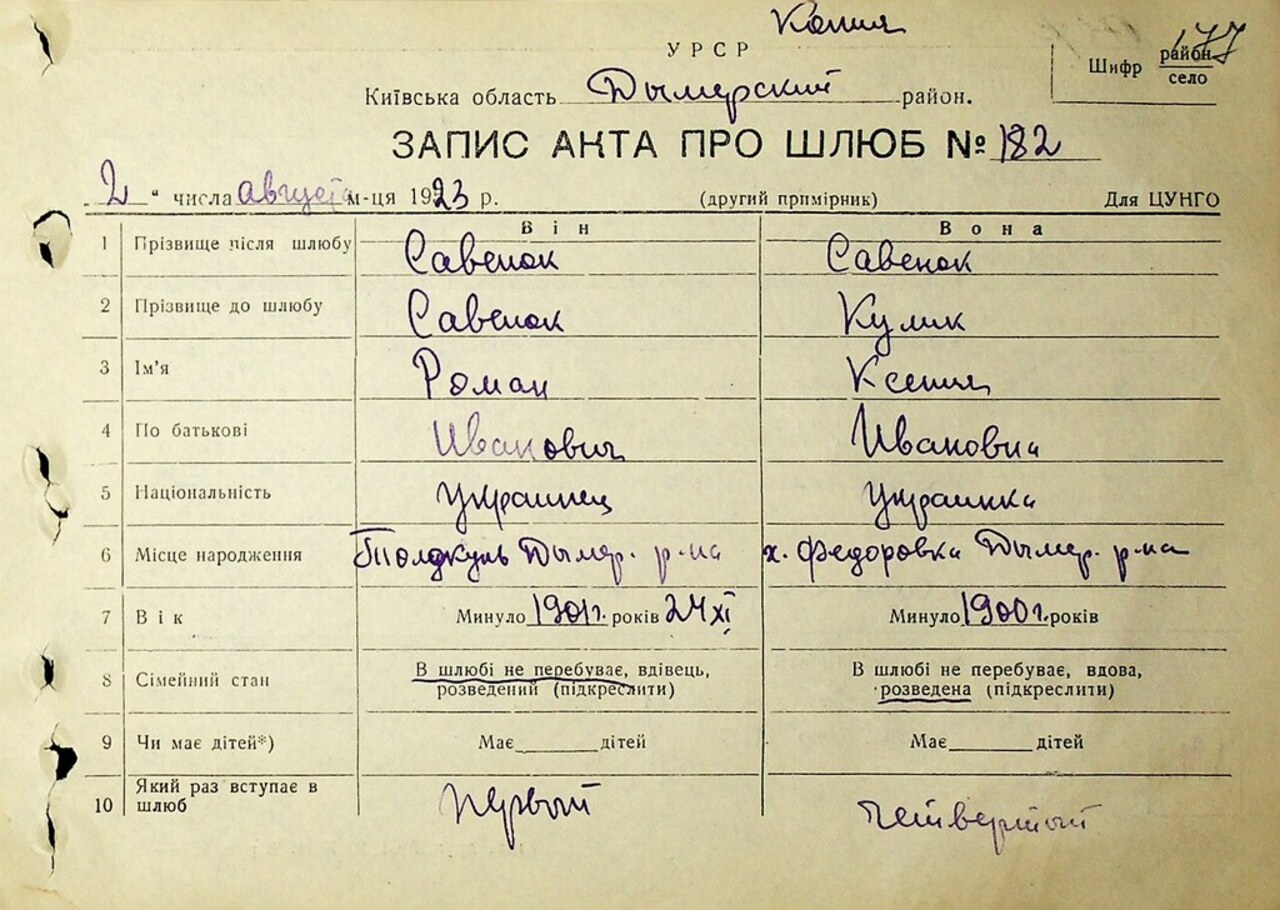 Копия
УРСР
Шифр район село 177
Київська область Дымерский район.
ЗАПИС АКТА ПРО ШЛЮБ № 182
„ 2 " числа августа м-ця 1923 р. (другий примірник) Для ЦУНГО
Він Вона
1 Прізвище після шлюбу Савенок Савенок
2 Прізвище до шлюбу Савенок Кулик
3 Ім'я Роман Ксения
4 По батькові Иванович Ивановна
5 Національність украинец украинка
6 Місце народження Дымер. р-на х. Федоровка Дымер. р-на
7 Вік Минуло 1901г. років 24 XI Минуло 1900г. років
8 Сімейний стан В шлюбі не перебуває, вдівець, розведений (підкреслити) В шлюбі не перебуває, вдова, розведена (підкреслити)
9 Чи має дітей*) Має дітей Має дітей
10 Який раз вступає в шлюб первый четвертый